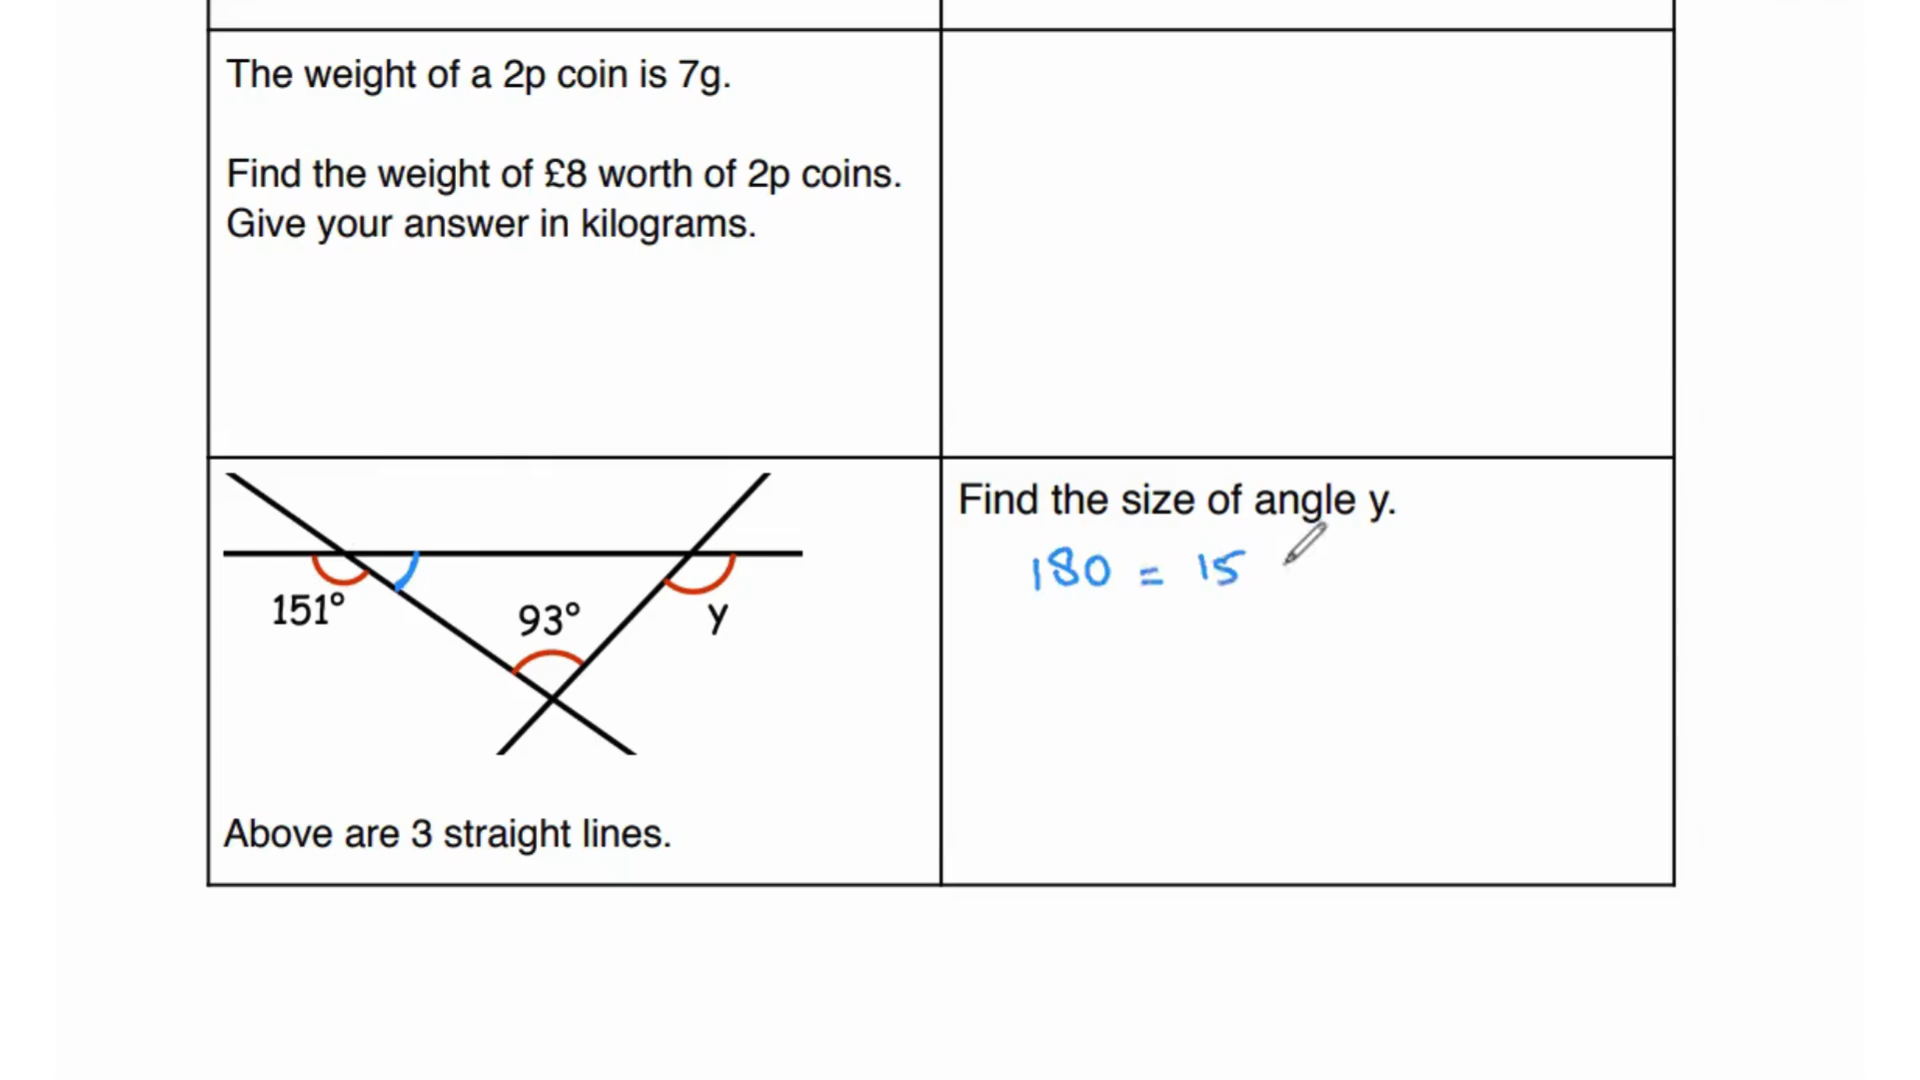 The weight of a 2p coin is 7g.
Find the weight of £8 worth of 2p coins.
Give your answer in kilograms.
151°
93°
y
Above are 3 straight lines.
Find the size of angle y.
180 = 15